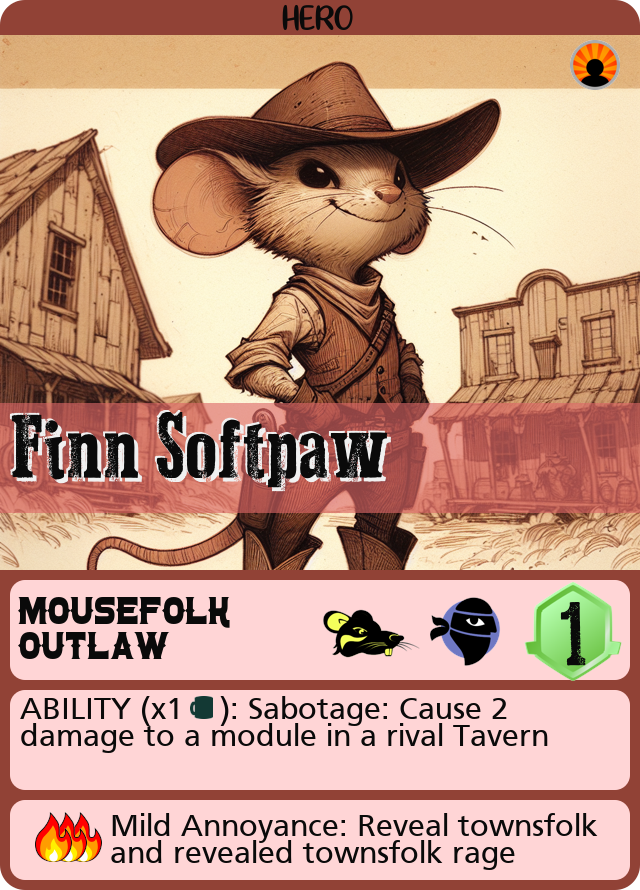 HERO
Finn Softpaw
MOUSEFOLK
OUTLAW
1
ABILITY (x1 ): Sabotage: Cause 2
damage to a module in a rival Tavern
Mild Annoyance: Reveal townsfolk
and revealed townsfolk rage